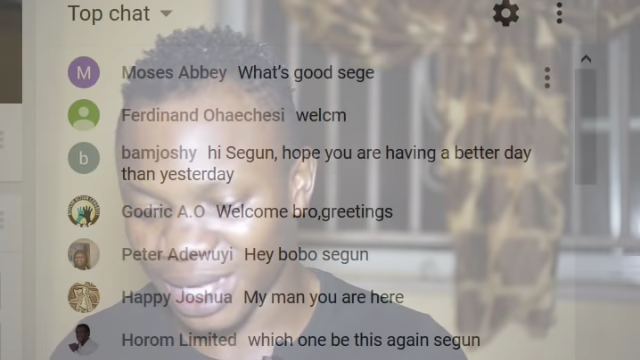 Top chat
M Moses Abbey What's good sege
Ferdinand Ohaechesi welcm
b bamjoshy hi Segun, hope you are having a better day
than yesterday
Godric A.O Welcome bro,greetings
Peter Adewuyi Hey bobo segun
Happy Joshua My man you are here
Horom Limited which one be this again segun